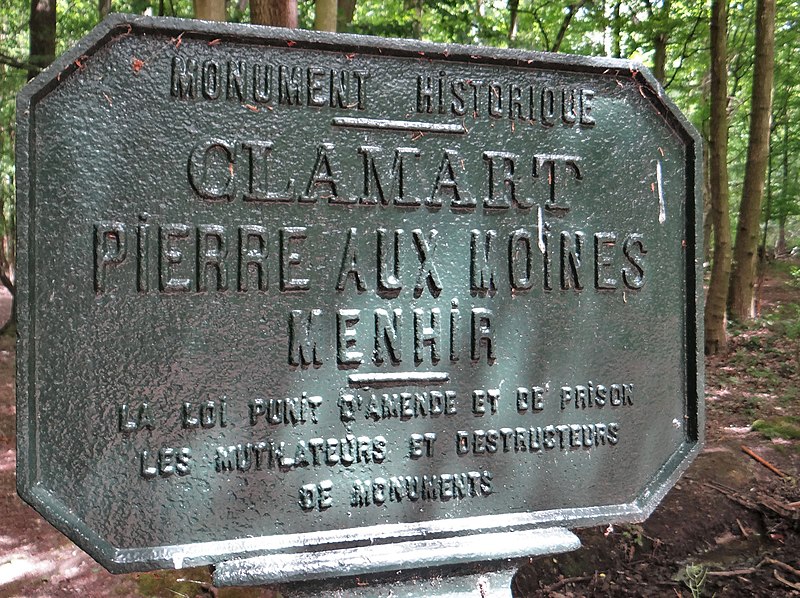 MONUMENT HISTORIQUE
CLAMART
PIERRE AUX MOINES
MENHIR
LA LOI PUNIT D'AMENDE ET DE PRISON
LES MUTILATEURS ET DESTRUCTEURS
DE MONUMENTS